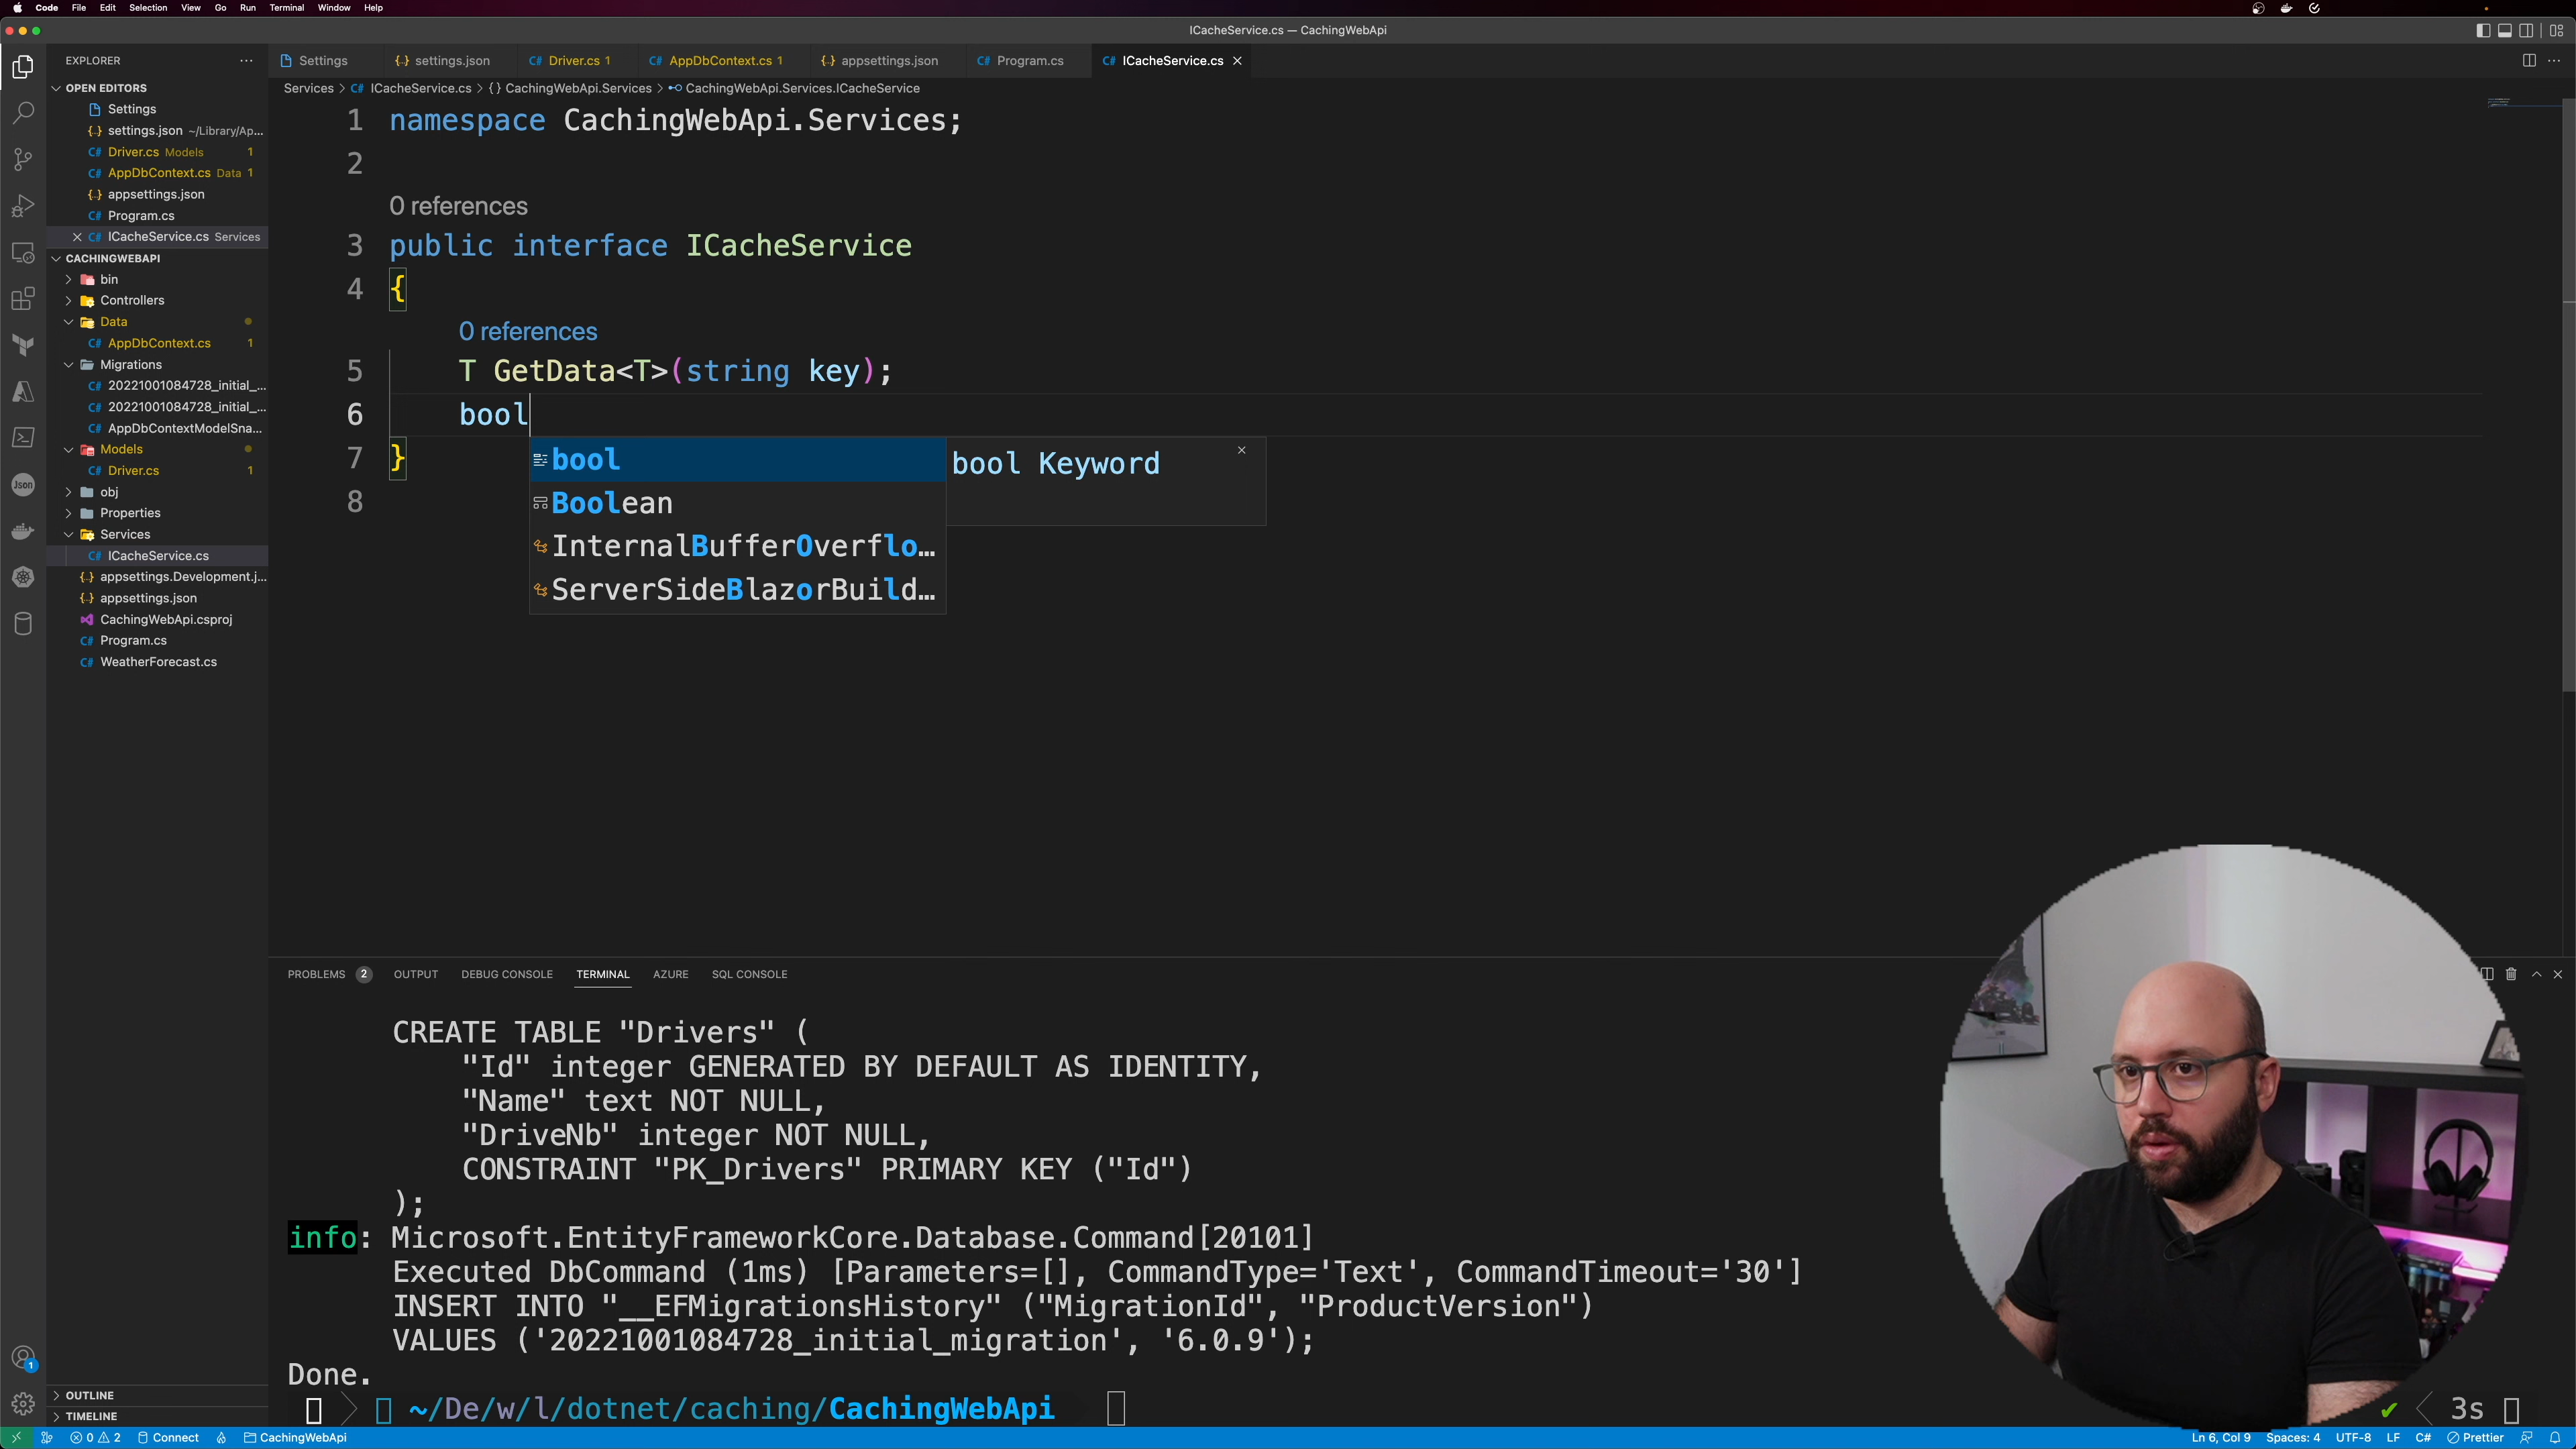 Code File Edit Selection View Go Run Terminal Window Help
ICacheService.cs — CachingWebApi
EXPLORER
Settings
settings.json
Driver.cs 1
AppDbContext.cs 1
appsettings.json
Program.cs
ICacheService.cs
Services > ICacheService.cs > {} CachingWebApi.Services > CachingWebApi.Services.ICacheService
OPEN EDITORS
Settings
settings.json ~/Library/Ap...
Driver.cs Models 1
AppDbContext.cs Data 1
appsettings.json
Program.cs
ICacheService.cs Services
CACHINGWEBAPI
bin
Controllers
Data
AppDbContext.cs 1
Migrations
20221001084728_initial_...
20221001084728_initial_...
AppDbContextModelSna...
Models
Driver.cs 1
obj
Properties
Services
ICacheService.cs
appsettings.Development.j...
appsettings.json
CachingWebApi.csproj
Program.cs
WeatherForecast.cs
OUTLINE
TIMELINE
1 namespace CachingWebApi.Services;
2
0 references
3 public interface ICacheService
4 {
0 references
5 T GetData<T>(string key);
6 bool
7 }
8
bool
Boolean
InternalBufferOverflo...
ServerSideBlazorBuild...
bool Keyword
PROBLEMS 2 OUTPUT DEBUG CONSOLE TERMINAL AZURE SQL CONSOLE
CREATE TABLE "Drivers" (
"Id" integer GENERATED BY DEFAULT AS IDENTITY,
"Name" text NOT NULL,
"DriveNb" integer NOT NULL,
CONSTRAINT "PK_Drivers" PRIMARY KEY ("Id")
);
info: Microsoft.EntityFrameworkCore.Database.Command[20101]
Executed DbCommand (1ms) [Parameters=[], CommandType='Text', CommandTimeout='30']
INSERT INTO "__EFMigrationsHistory" ("MigrationId", "ProductVersion")
VALUES ('20221001084728_initial_migration', '6.0.9');
Done.
~/De/w/l/dotnet/caching/CachingWebApi
3s
0 2 Connect CachingWebApi
Ln 6, Col 9 Spaces: 4 UTF-8 LF C# Prettier